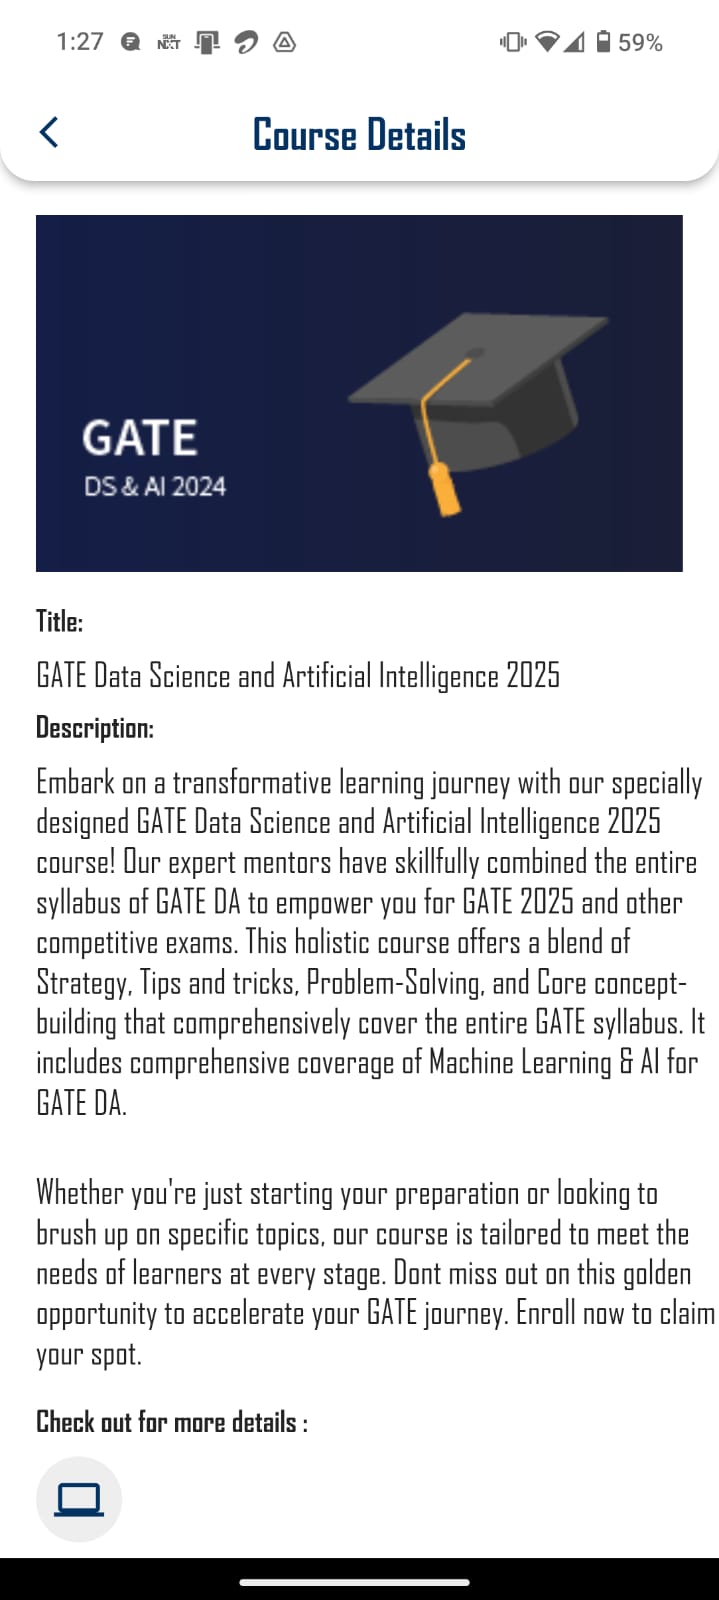 1:27
SUN
NXT
59%
Course Details
GATE
DS & AI 2024
Title:
GATE Data Science and Artificial Intelligence 2025
Description:
Embark on a transformative learning journey with our specially
designed GATE Data Science and Artificial Intelligence 2025
course! Our expert mentors have skillfully combined the entire
syllabus of GATE DA to empower you for GATE 2025 and other
competitive exams. This holistic course offers a blend of
Strategy, Tips and tricks, Problem-Solving, and Core concept-
building that comprehensively cover the entire GATE syllabus. It
includes comprehensive coverage of Machine Learning & AI for
GATE DA.
Whether you're just starting your preparation or looking to
brush up on specific topics, our course is tailored to meet the
needs of learners at every stage. Dont miss out on this golden
opportunity to accelerate your GATE journey. Enroll now to claim
your spot.
Check out for more details :